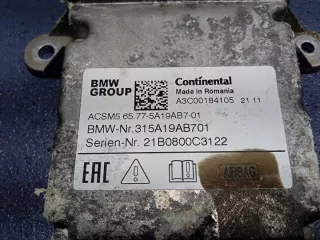 BMW
GROUP
Continental
Made in Romania
A3C00184105 21 11
ACSM5 65.77-5A19AB7-01
BMW-Nr.315A19AB701
Serien-Nr. 21B0800C3122
EAC
AIRBAG